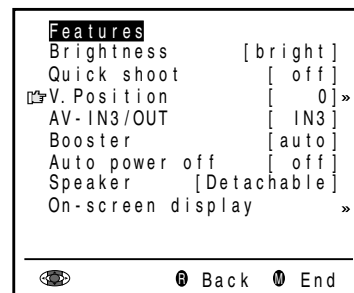 Features
Brightness [bright]
Quick shoot [ off]
V.Position [ 0]»
AV-IN3/OUT [ IN3]
Booster [auto]
Auto power off [ off]
Speaker [Detachable]
On-screen display »
R Back M End